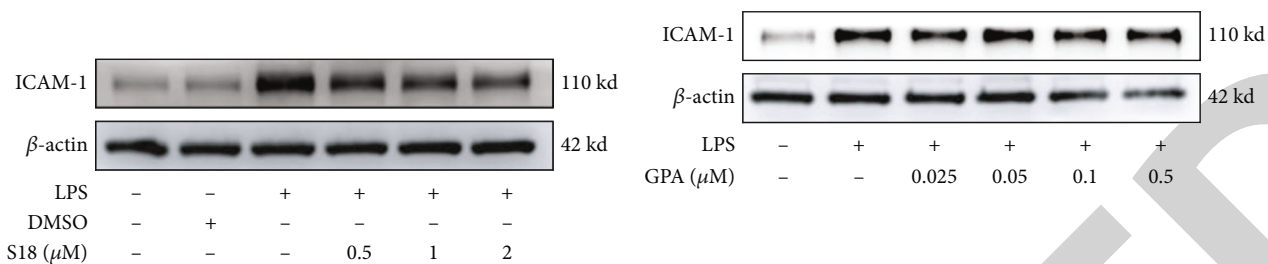 ICAM-1 110 kd
β-actin 42 kd
LPS – – + + + +
DMSO – + – – – –
S18 (μM) – – – 0.5 1 2
ICAM-1 110 kd
β-actin 42 kd
LPS – + + + + +
GPA (μM) – – 0.025 0.05 0.1 0.5